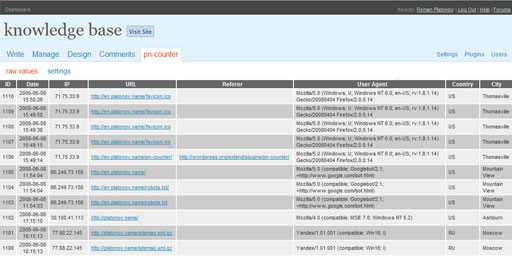 Dashboard
Howdy, Roman Platonov! | Log Out | Help | Forums
knowledge base Visit Site
Write Manage Design Comments pn-counter
Settings Plugins Users
raw values settings
ID Date IP URL Referer User Agent Country City
1110 2008-06-08 15:50:26 71.75.33.9 http://en.platonov.name/favicon.ico Mozilla/5.0 (Windows; U; Windows NT 6.0; en-US; rv:1.8.1.14) Gecko/20080404 Firefox/2.0.0.14 US Thomasville
1109 2008-06-08 15:49:50 71.75.33.9 http://en.platonov.name/favicon.ico Mozilla/5.0 (Windows; U; Windows NT 6.0; en-US; rv:1.8.1.14) Gecko/20080404 Firefox/2.0.0.14 US Thomasville
1108 2008-06-08 15:49:38 71.75.33.9 http://en.platonov.name/favicon.ico Mozilla/5.0 (Windows; U; Windows NT 6.0; en-US; rv:1.8.1.14) Gecko/20080404 Firefox/2.0.0.14 US Thomasville
1107 2008-06-08 15:49:15 71.75.33.9 http://en.platonov.name/favicon.ico Mozilla/5.0 (Windows; U; Windows NT 6.0; en-US; rv:1.8.1.14) Gecko/20080404 Firefox/2.0.0.14 US Thomasville
1106 2008-06-08 15:49:14 71.75.33.9 http://en.platonov.name/pn-counter/ http://wordpress.org/extend/plugins/pn-counter/ Mozilla/5.0 (Windows; U; Windows NT 6.0; en-US; rv:1.8.1.14) Gecko/20080404 Firefox/2.0.0.14 US Thomasville
1105 2008-06-08 11:54:04 66.249.73.156 http://en.platonov.name/ Mozilla/5.0 (compatible; Googlebot/2.1; +http://www.google.com/bot.html) US Mountain View
1104 2008-06-08 11:54:04 66.249.73.156 http://en.platonov.name/robots.txt/ Mozilla/5.0 (compatible; Googlebot/2.1; +http://www.google.com/bot.html) US Mountain View
1103 2008-06-08 11:54:03 66.249.73.156 http://en.platonov.name/robots.txt/ Mozilla/5.0 (compatible; Googlebot/2.1; +http://www.google.com/bot.html) US Mountain View
1102 2008-06-08 11:15:10 38.100.41.113 http://platonov.name/ Mozilla/4.0 (compatible; MSIE 7.0; Windows NT 5.2) US Ashburn
1101 2008-06-08 10:15:13 77.88.22.145 http://platonov.name/sitemap.xml.gz Yandex/1.01.001 (compatible; Win16; I) RU Moscow
1100 2008-06-08 10:15:13 77.88.22.145 http://en.platonov.name/sitemap.xml.gz Yandex/1.01.001 (compatible; Win16; I) RU Moscow